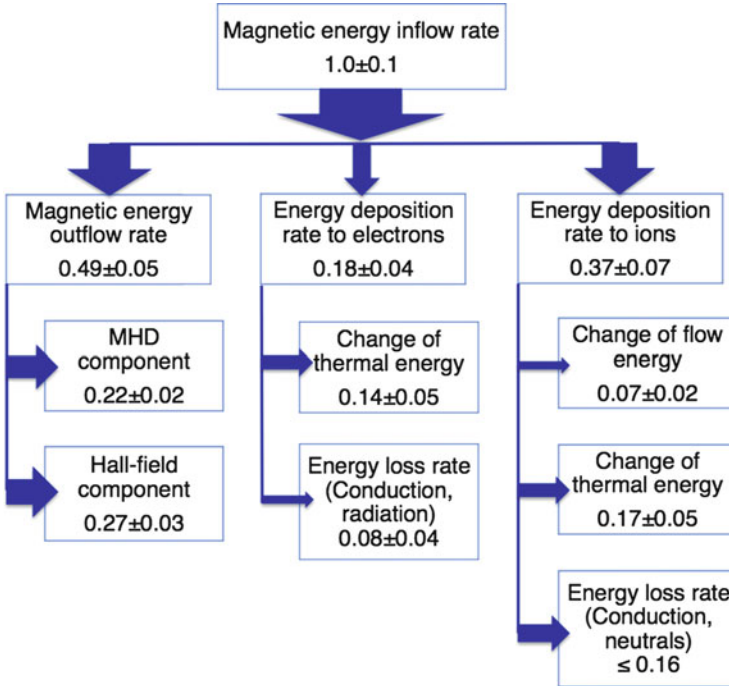 Magnetic energy inflow rate
1.0±0.1
Magnetic energy
outflow rate
0.49±0.05
Energy deposition
rate to electrons
0.18±0.04
Energy deposition
rate to ions
0.37±0.07
MHD
component
0.22±0.02
Hall-field
component
0.27±0.03
Change of
thermal energy
0.14±0.05
Energy loss rate
(Conduction,
radiation)
0.08±0.04
Change of flow
energy
0.07±0.02
Change of
thermal energy
0.17±0.05
Energy loss rate
(Conduction,
neutrals)
≤ 0.16